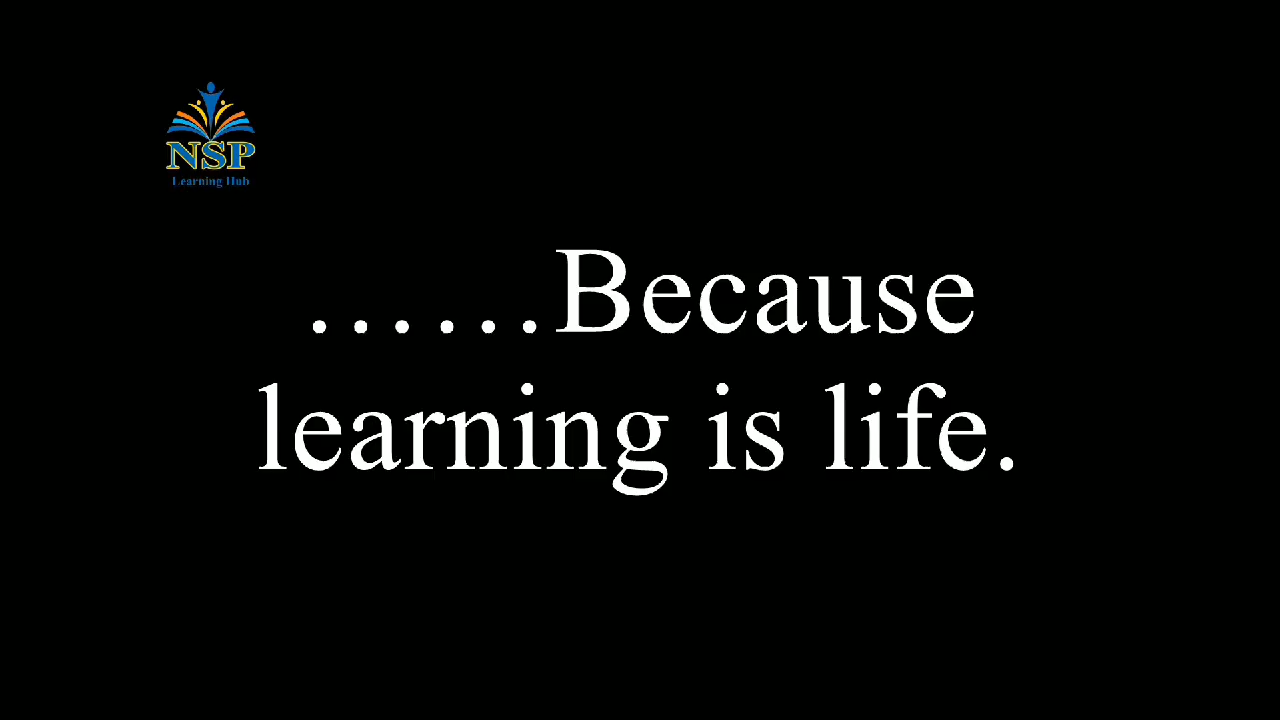 NSP
Learning Hub
......Because
learning is life.